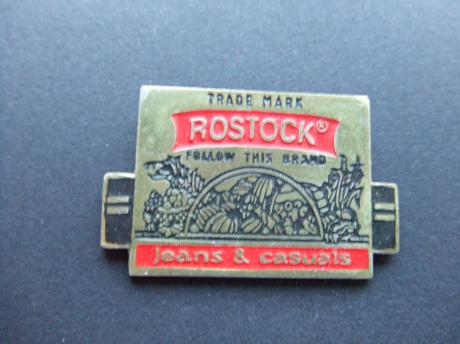 TRADE MARK
ROSTOCK®
FOLLOW THIS BRAND
jeans & casuals